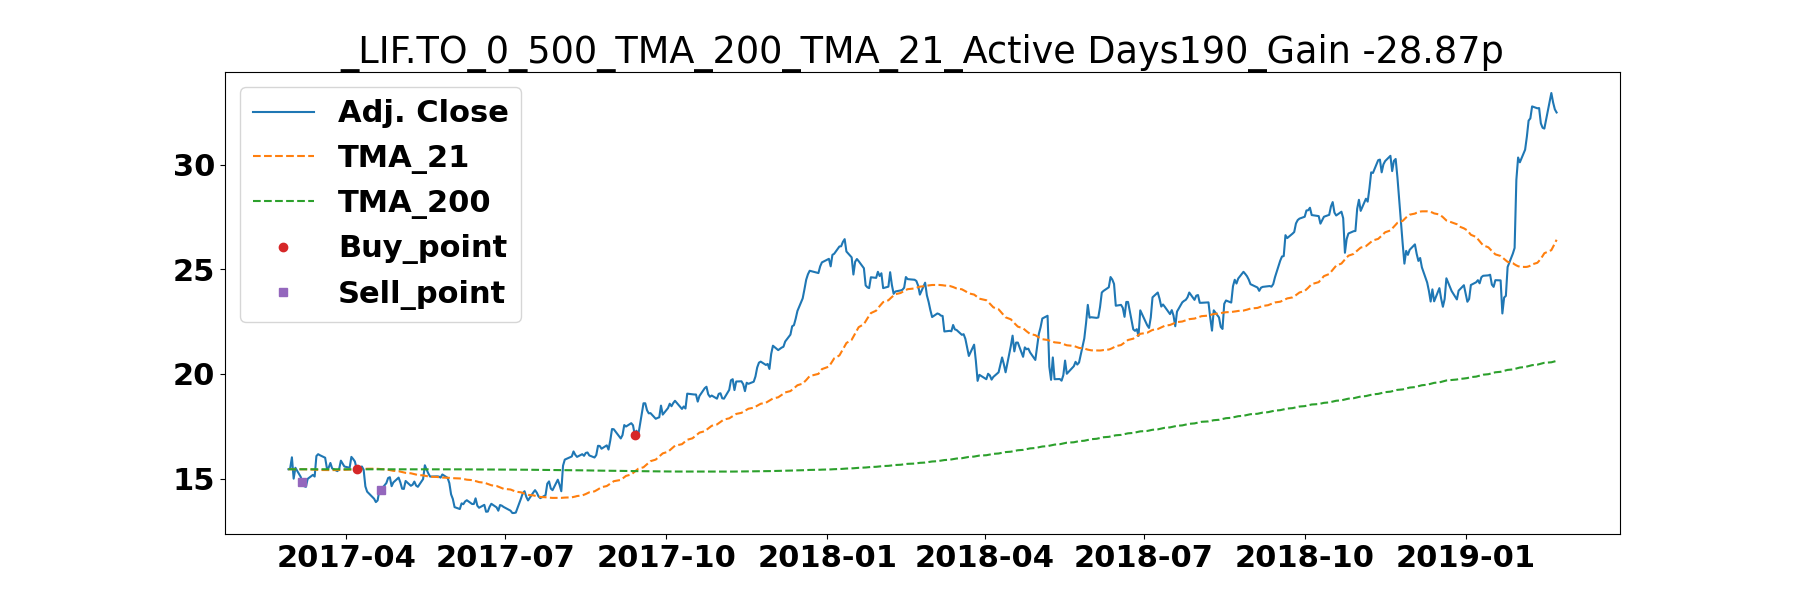 _LIF.TO_0_500_TMA_200_TMA_21_Active Days190_Gain -28.87p
Adj. Close
TMA_21
TMA_200
Buy_point
Sell_point
30
25
20
15
2017-04 2017-07 2017-10 2018-01 2018-04 2018-07 2018-10 2019-01